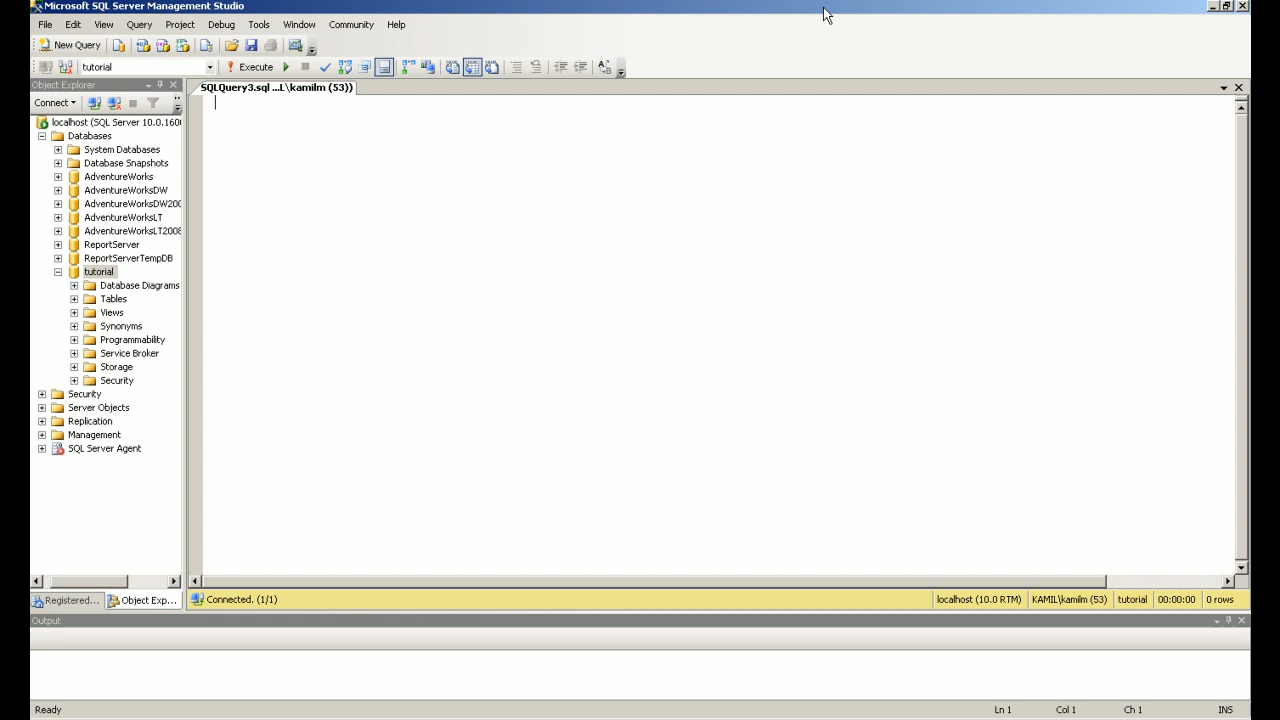 Microsoft SQL Server Management Studio
File Edit View Query Project Debug Tools Window Community Help
New Query
tutorial Execute
Object Explorer
SQLQuery3.sql ...L\kamilm (53))
Connect
localhost (SQL Server 10.0.1600
Databases
System Databases
Database Snapshots
AdventureWorks
AdventureWorksDW
AdventureWorksDW200
AdventureWorksLT
AdventureWorksLT2008
ReportServer
ReportServerTempDB
tutorial
Database Diagrams
Tables
Views
Synonyms
Programmability
Service Broker
Storage
Security
Security
Server Objects
Replication
Management
SQL Server Agent
Registered... Object Exp...
Connected. (1/1) localhost (10.0 RTM) KAMIL\kamilm (53) tutorial 00:00:00 0 rows
Output
Ready Ln 1 Col 1 Ch 1 INS